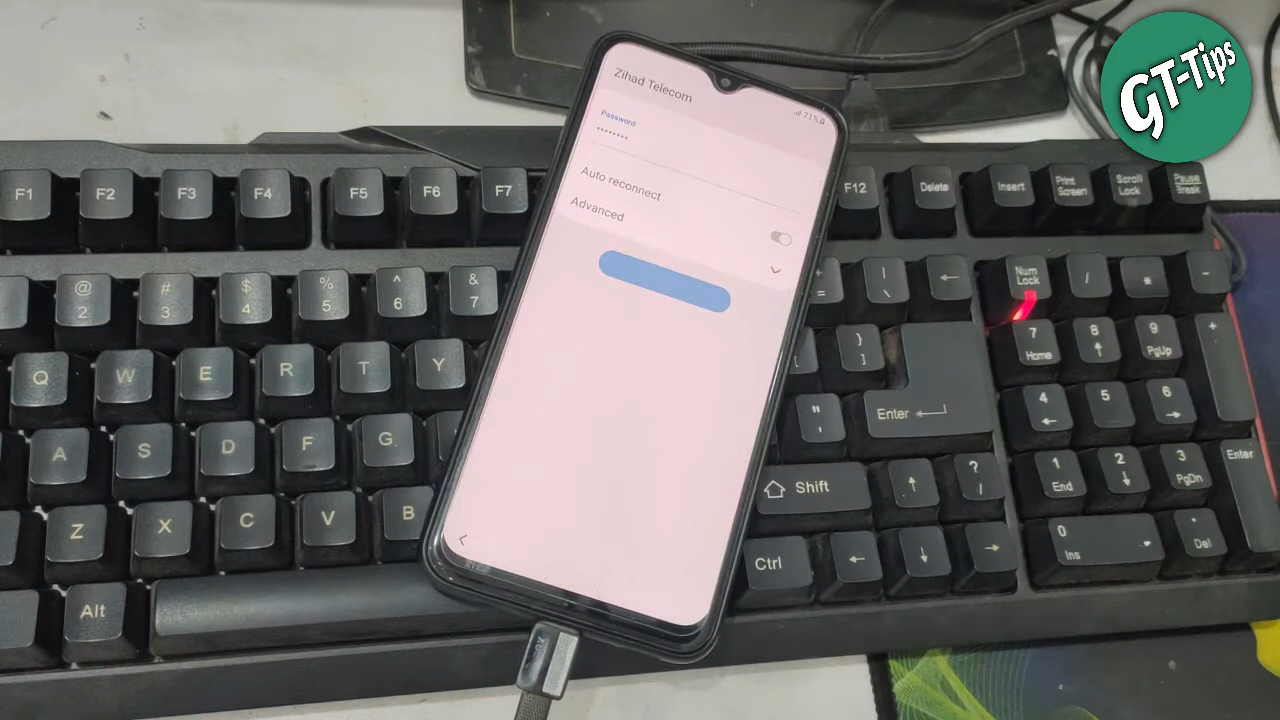 GT-Tips
Zihad Telecom
71%
Password
••••••••
Auto reconnect
Advanced
F1 F2 F3 F4 F5 F6 F7 F12 Delete Insert Print Screen Scroll Lock Pause Break
@ 2 # 3 $ 4 % 5 ^ 6 & 7 + = | \ ← Num Lock / * -
Q W E R T Y } ] 7 Home 8 ↑ 9 PgUp +
A S D F G " ' Enter 4 ← 5 6 →
Z X C V B ? / Shift ↑ 1 End 2 ↓ 3 PgDn Enter
Alt Ctrl ← ↓ → 0 Ins Del